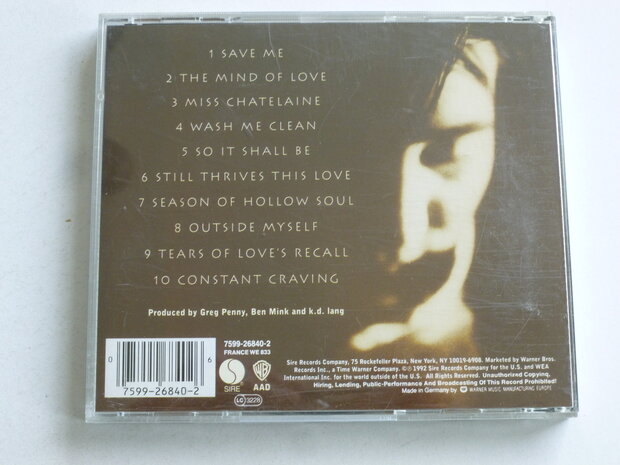 1 SAVE ME
2 THE MIND OF LOVE
3 MISS CHATELAINE
4 WASH ME CLEAN
5 SO IT SHALL BE
6 STILL THRIVES THIS LOVE
7 SEASON OF HOLLOW SOUL
8 OUTSIDE MYSELF
9 TEARS OF LOVE'S RECALL
10 CONSTANT CRAVING
Produced by Greg Penny, Ben Mink and k.d. lang
7599-26840-2
FRANCE WE 833
0 6
7599-26840-2
SIRE
AAD
LC 3228
Sire Records Company, 75 Rockefeller Plaza, New York, NY 10019-6908. Marketed by Warner Bros.
Records Inc., a Time Warner Company. ©℗ 1992 Sire Records Company for the U.S. and WEA
International Inc. for the world outside of the U.S. All Rights Reserved. Unauthorized Copying,
Hiring, Lending, Public-Performance And Broadcasting Of This Record Prohibited!
Made in Germany by WARNER MUSIC MANUFACTURING EUROPE